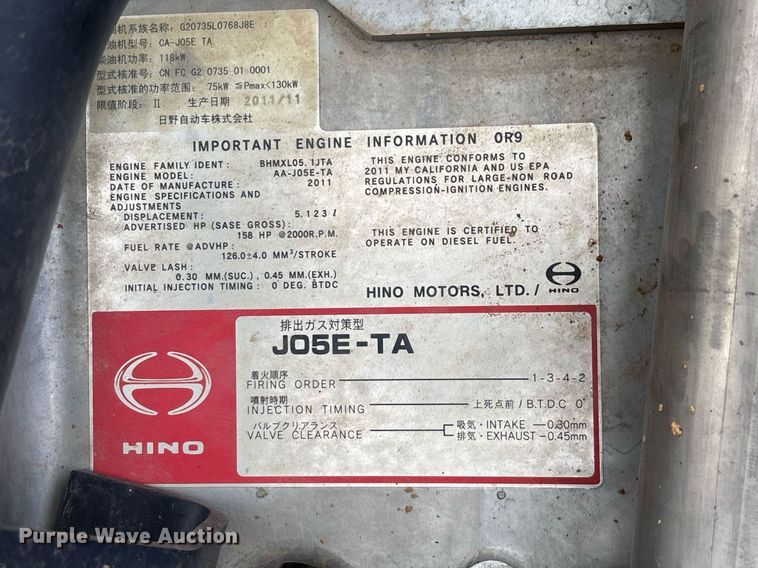 油机系族名称: G20735L0768J8E
油机型号: CA-J05E TA
柴油机功率: 118kW
型式核准号: CN FC G2 0735 01 0001
型式核准的功率范围: 75kW ≦Pmax<130kW
限值阶段: II 生产日期 2011/11
日野自动车株式会社
IMPORTANT ENGINE INFORMATION 0R9
ENGINE FAMILY IDENT: BHMXL05.1JTA
ENGINE MODEL: AA-J05E-TA
DATE OF MANUFACTURE: 2011
ENGINE SPECIFICATIONS AND
ADJUSTMENTS
DISPLACEMENT: 5.123 ℓ
ADVERTISED HP (SASE GROSS):
158 HP @2000R.P.M.
FUEL RATE @ADVHP:
126.0±4.0 MM³/STROKE
VALVE LASH:
0.30 MM.(SUC.), 0.45 MM.(EXH.)
INITIAL INJECTION TIMING: 0 DEG. BTDC
THIS ENGINE CONFORMS TO
2011 MY CALIFORNIA AND US EPA
REGULATIONS FOR LARGE-NON ROAD
COMPRESSION-IGNITION ENGINES.
THIS ENGINE IS CERTIFIED TO
OPERATE ON DIESEL FUEL.
HINO MOTORS, LTD./ HINO
HINO
排出ガス対策型
J05E-TA
着火順序
FIRING ORDER 1-3-4-2
噴射時期
INJECTION TIMING 上死点前/B.T.D.C 0°
バルブクリアランス
VALVE CLEARANCE
吸気・INTAKE 0.30mm
排気・EXHAUST 0.45mm
Purple Wave Auction